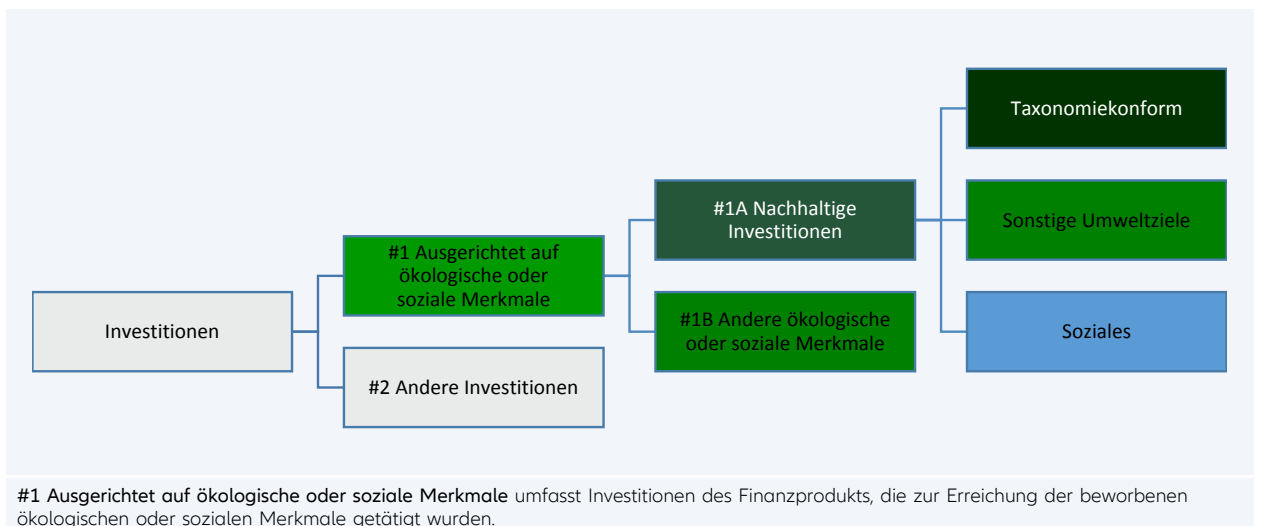 Taxonomiekonform
#1A Nachhaltige
Investitionen
Sonstige Umweltziele
#1 Ausgerichtet auf
ökologische oder
soziale Merkmale
#1B Andere ökologische
oder soziale Merkmale
Investitionen
Soziales
#2 Andere Investitionen
#1 Ausgerichtet auf ökologische oder soziale Merkmale umfasst Investitionen des Finanzprodukts, die zur Erreichung der beworbenen
ökologischen oder sozialen Merkmale getätigt wurden.